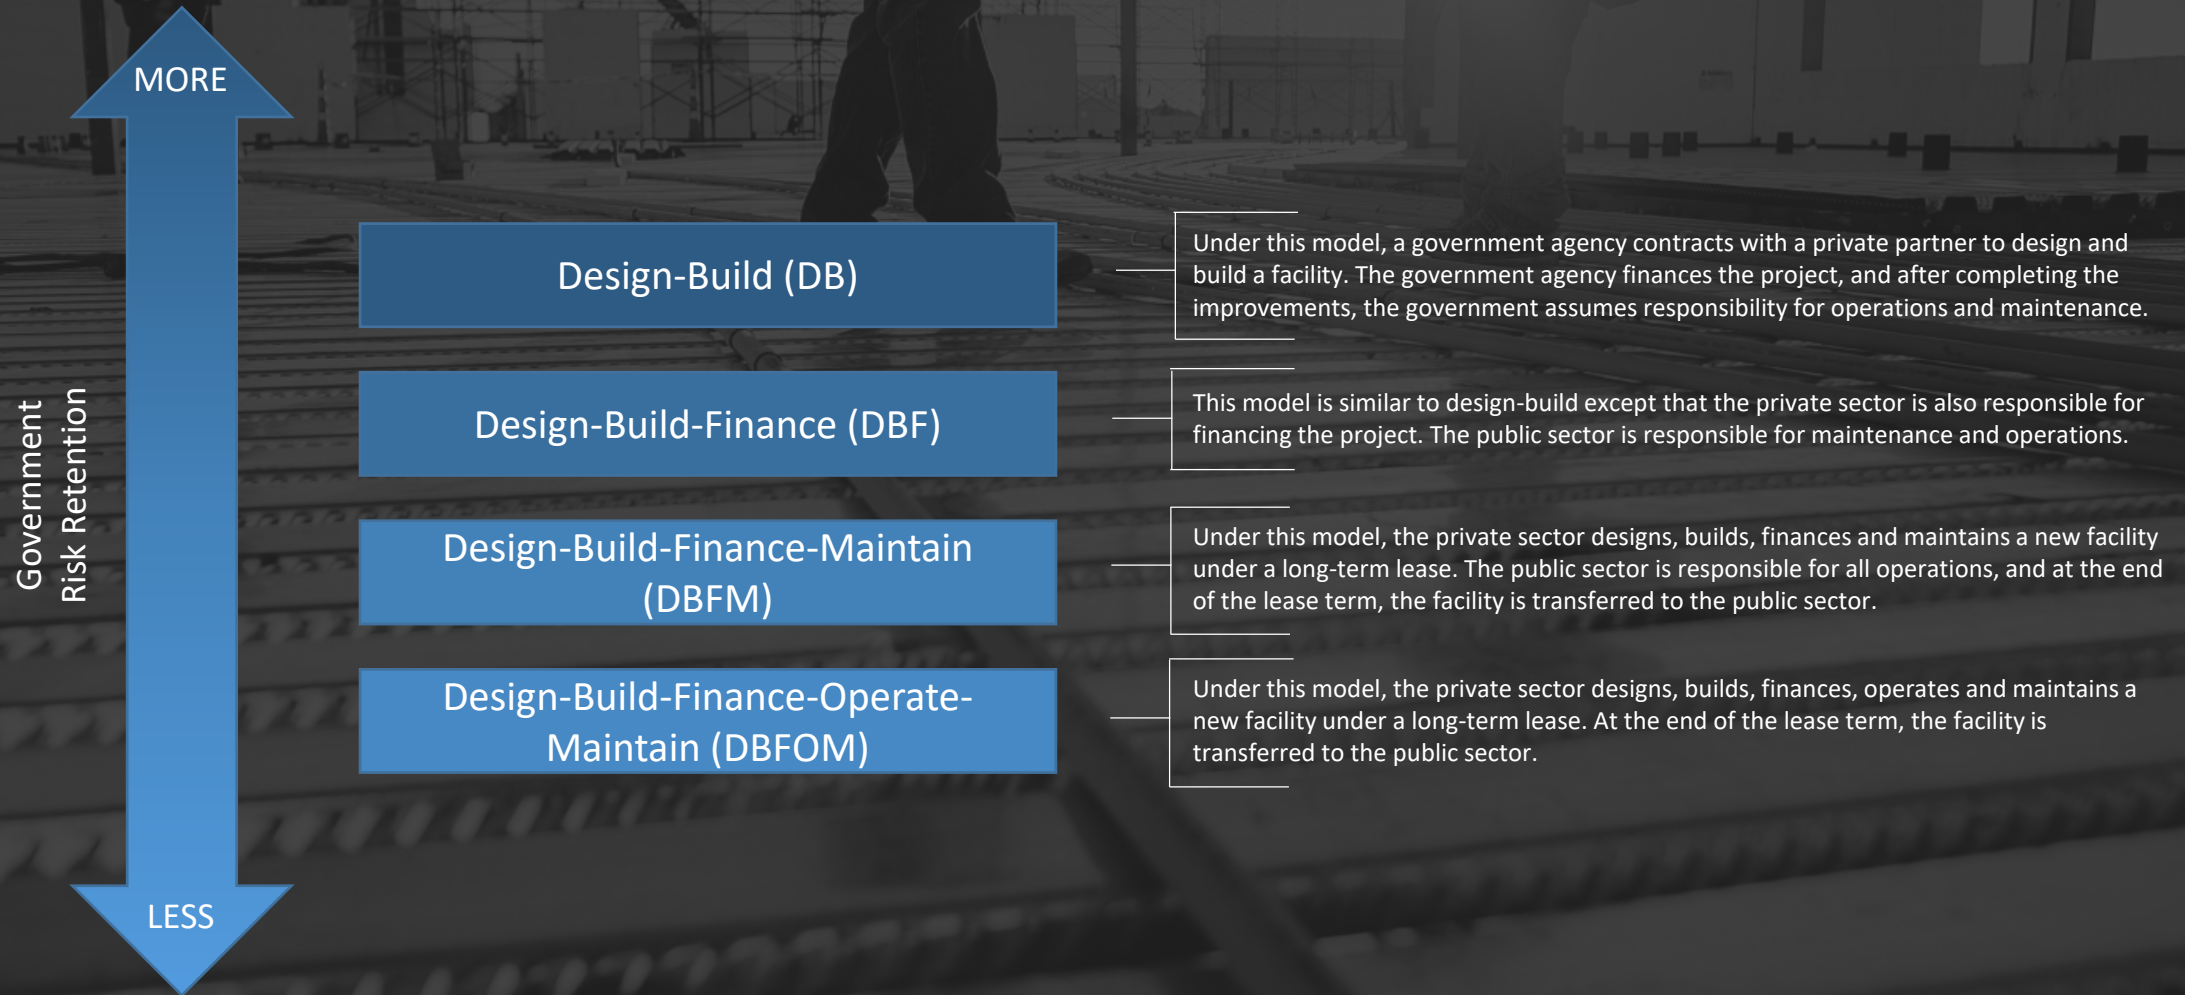 MORE
Government
Risk Retention
LESS
Design-Build (DB)
Under this model, a government agency contracts with a private partner to design and
build a facility. The government agency finances the project, and after completing the
improvements, the government assumes responsibility for operations and maintenance.
Design-Build-Finance (DBF)
This model is similar to design-build except that the private sector is also responsible for
financing the project. The public sector is responsible for maintenance and operations.
Design-Build-Finance-Maintain
(DBFM)
Under this model, the private sector designs, builds, finances and maintains a new facility
under a long-term lease. The public sector is responsible for all operations, and at the end
of the lease term, the facility is transferred to the public sector.
Design-Build-Finance-Operate-
Maintain (DBFOM)
Under this model, the private sector designs, builds, finances, operates and maintains a
new facility under a long-term lease. At the end of the lease term, the facility is
transferred to the public sector.